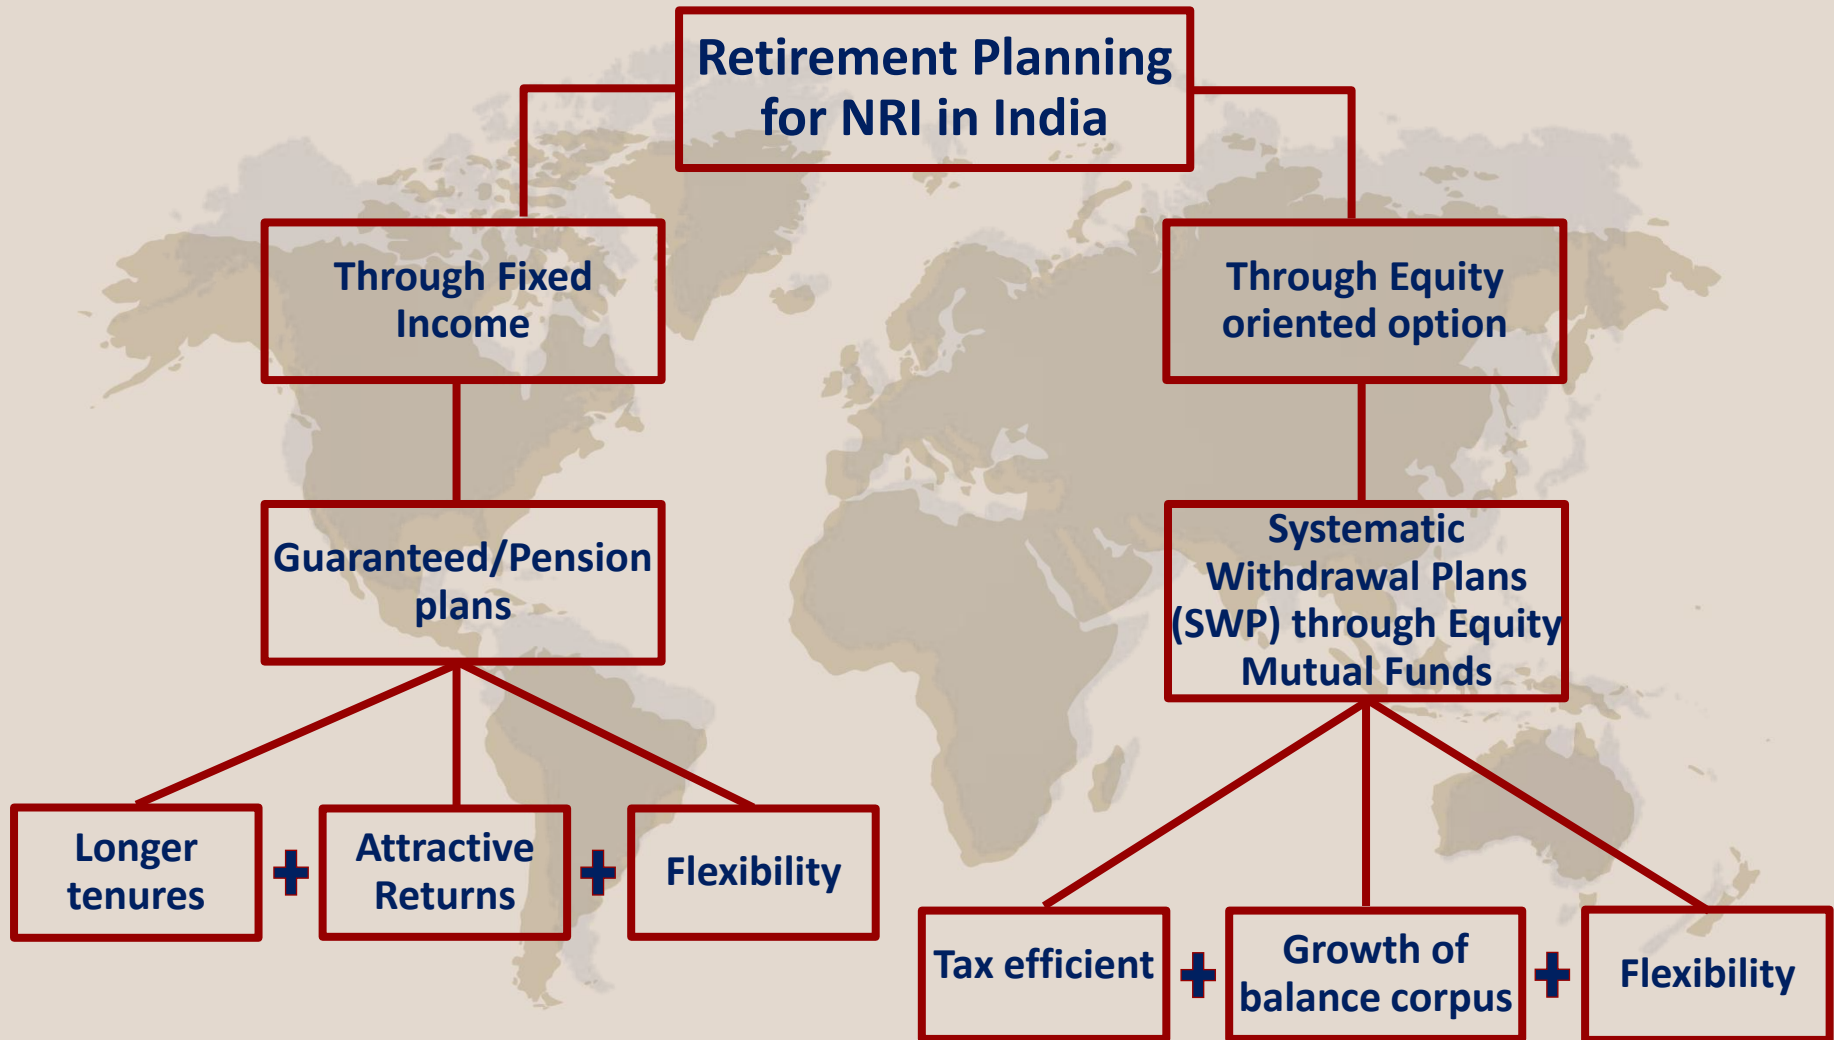 Retirement Planning
for NRI in India
Through Fixed
Income
Through Equity
oriented option
Guaranteed/Pension
plans
Systematic
Withdrawal Plans
(SWP) through Equity
Mutual Funds
Longer
tenures
Attractive
Returns
Flexibility
Tax efficient
Growth of
balance corpus
Flexibility